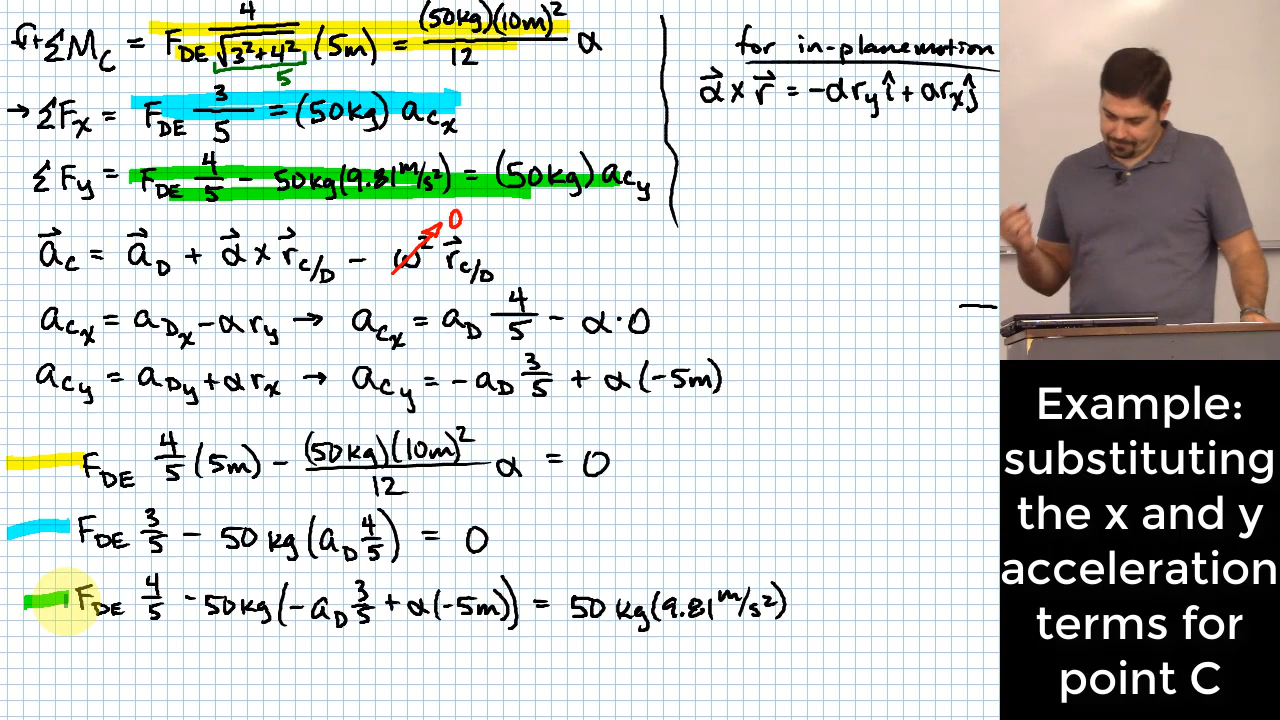 ↶+ ΣM_C = F_DE 4/√(3²+4²) (5m) = (50kg)(10m)²/12 α
5
→ ΣF_x = F_DE 3/5 = (50kg) a_Cx
ΣF_y = F_DE 4/5 - 50kg(9.81 m/s²) = (50kg) a_Cy
a⃗_C = a⃗_D + α⃗ × r⃗_C/D - ω² r⃗_C/D
0
a_Cx = a_Dx - α r_y → a_Cx = a_D 4/5 - α·0
a_Cy = a_Dy + α r_x → a_Cy = -a_D 3/5 + α(-5m)
F_DE 4/5 (5m) - (50kg)(10m)²/12 α = 0
F_DE 3/5 - 50kg(a_D 4/5) = 0
F_DE 4/5 - 50kg(-a_D 3/5 + α(-5m)) = 50kg(9.81 m/s²)
for in-plane motion
α⃗ × r⃗ = -αr_y î + αr_x ĵ
Example:
substituting
the x and y
acceleration
terms for
point C